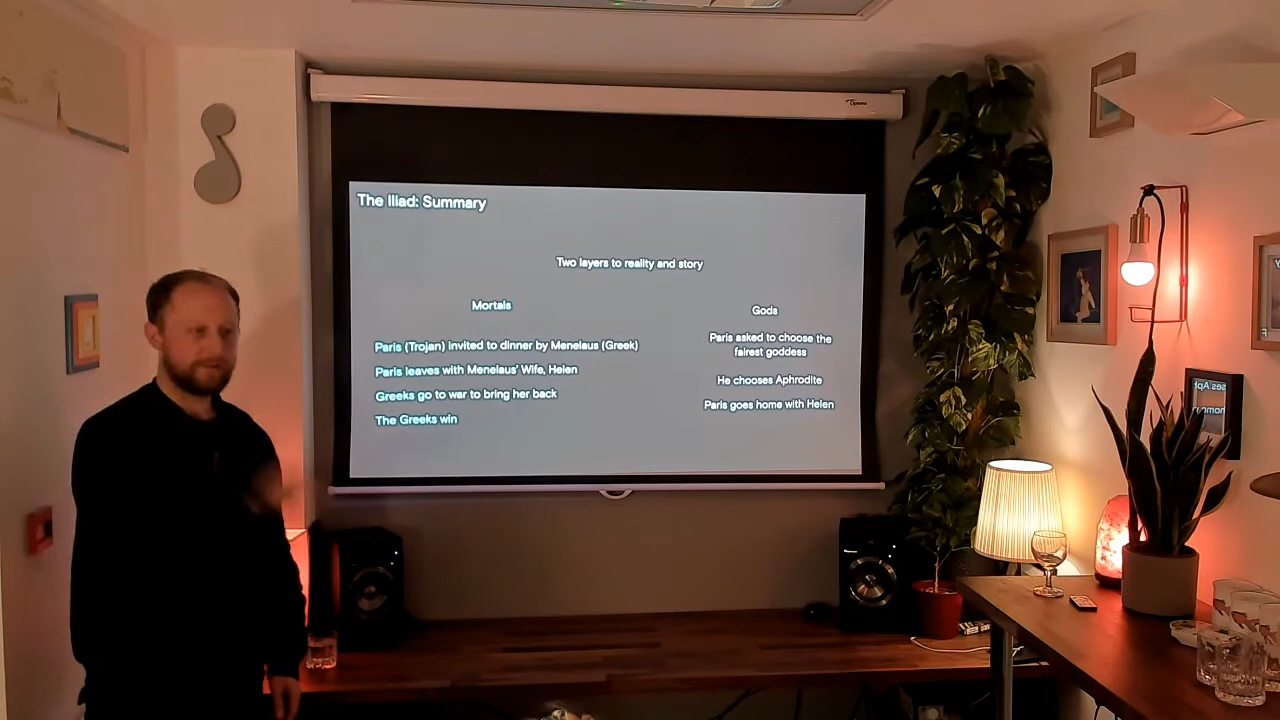 Optoma
The Iliad: Summary
Two layers to reality and story
Mortals
Paris (Trojan) invited to dinner by Menelaus (Greek)
Paris leaves with Menelaus' Wife, Helen
Greeks go to war to bring her back
The Greeks win
Gods
Paris asked to choose the
fairest goddess
He chooses Aphrodite
Paris goes home with Helen